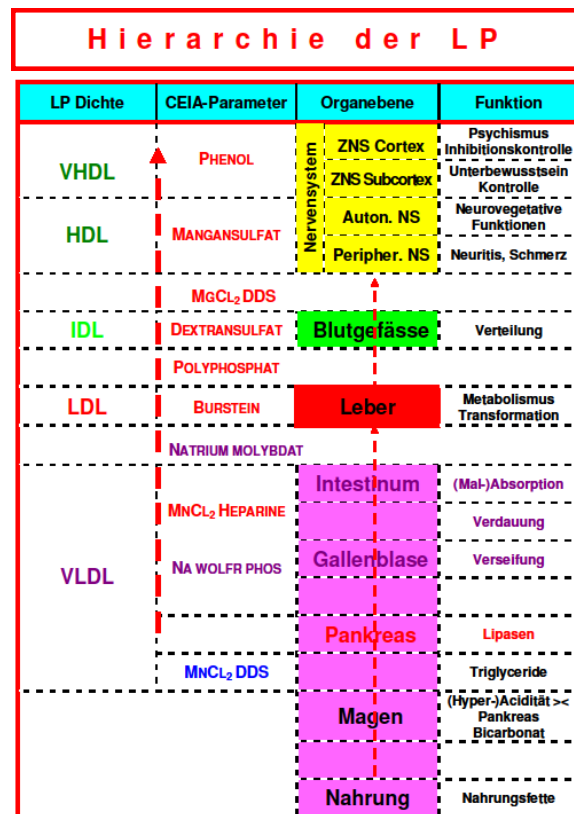 Hierarchie der LP
LP Dichte CEIA-Parameter Organebene Funktion
VHDL
PHENOL
Nervensystem
ZNS Cortex
Psychismus
Inhibitionskontrolle
ZNS Subcortex
Unterbewusstsein
Kontrolle
HDL
MANGANSULFAT
Auton. NS
Neurovegetative
Funktionen
Peripher. NS
Neuritis, Schmerz
MGCL2 DDS
IDL
DEXTRANSULFAT
Blutgefässe
Verteilung
POLYPHOSPHAT
LDL
BURSTEIN
Leber
Metabolismus
Transformation
NATRIUM MOLYBDAT
VLDL
MNCL2 HEPARINE
Intestinum
(Mal-)Absorption
Verdauung
NA WOLFR PHOS
Gallenblase
Verseifung
Pankreas
Lipasen
MNCL2 DDS
Triglyceride
Magen
(Hyper-)Acidität ><
Pankreas
Bicarbonat
Nahrung
Nahrungsfette